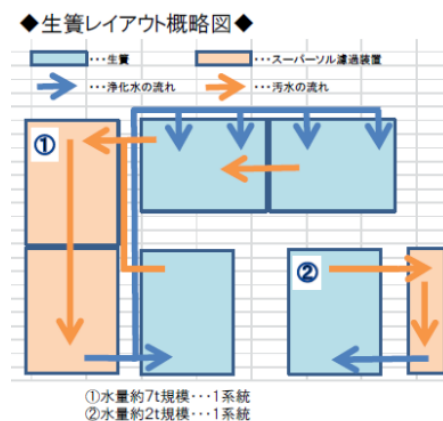 ◆生簀レイアウト概略図◆
・・・生簀 ・・・スーパーソル濾過装置
・・・浄化水の流れ ・・・汚水の流れ
①
②
①水量約7t規模・・・1系統
②水量約2t規模・・・1系統